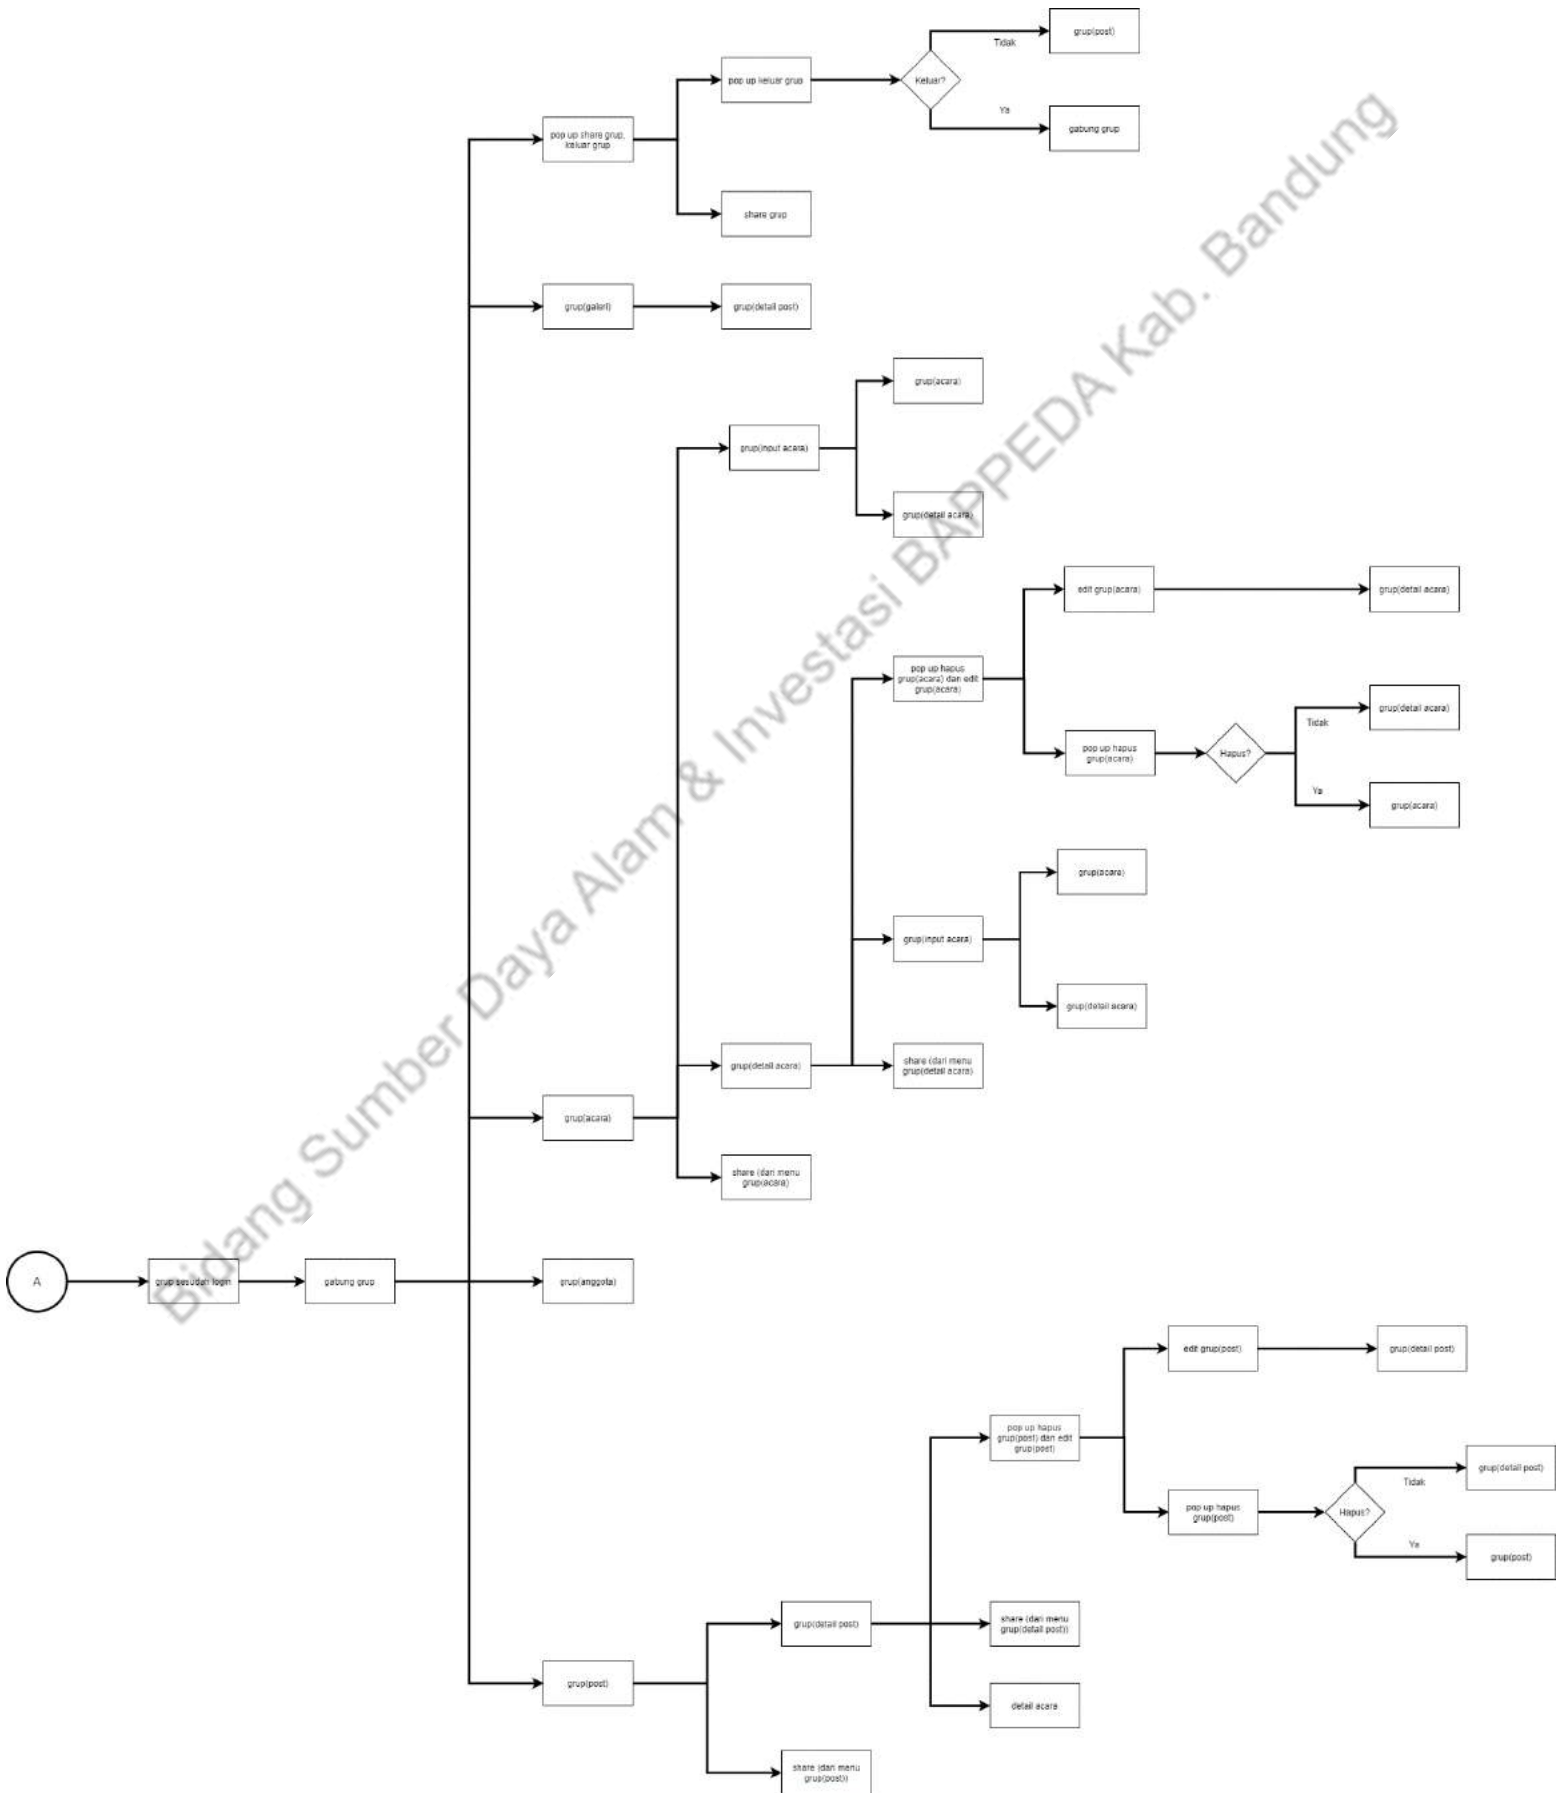 grup(post)
Tidak
pop up keluar grup
Keluar?
Ya
pop up share grup,
keluar grup
gabung grup
share grup
grup(galeri)
grup(detail post)
grup(acara)
grup(input acara)
grup(detail acara)
edit grup(acara)
grup(detail acara)
pop up hapus
grup(acara) dan edit
grup(acara)
grup(detail acara)
Tidak
pop up hapus
grup(acara)
Hapus?
Ya
grup(acara)
grup(acara)
grup(input acara)
grup(detail acara)
grup(detail acara)
share (dari menu
grup(detail acara)
grup(acara)
share (dari menu
grup(acara)
A
grup sesudah login
gabung grup
grup(anggota)
edit grup(post)
grup(detail post)
pop up hapus
grup(post) dan edit
grup(post)
grup(detail post)
Tidak
pop up hapus
grup(post)
Hapus?
Ya
grup(post)
grup(detail post)
share (dari menu
grup(detail post))
grup(post)
detail acara
share (dari menu
grup(post))
Bidang Sumber Daya Alam & Investasi BAPPEDA Kab. Bandung